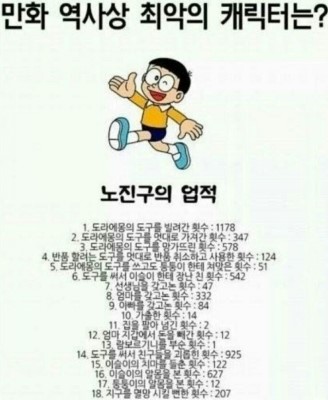 만화 역사상 최악의 캐릭터는?
노진구의 업적
1. 도라에몽의 도구를 빌려간 횟수 : 1178
2. 도라에몽의 도구를 멋대로 가져간 횟수 : 347
3. 도라에몽의 도구를 망가뜨린 횟수 : 578
4. 반품 할려는 도구를 멋대로 반품 취소하고 사용한 횟수 : 124
5. 도라에몽의 도구를 쓰고도 퉁퉁이 한테 처맞은 횟수 : 51
6. 도구를 써서 이슬이 한테 장난 친 횟수 : 542
7. 선생님을 갖고논 횟수 : 47
8. 엄마를 갖고논 횟수 : 332
9. 아빠를 갖고논 횟수 : 84
10. 가출한 횟수 : 14
11. 집을 팔아 넘긴 횟수 : 2
12. 엄마 지갑에서 돈을 빼간 횟수 : 12
13. 람보르기니를 부순 횟수 : 1
14. 도구를 써서 친구들을 괴롭힌 횟수 : 925
15. 이슬이의 치마를 들춘 횟수 : 122
16. 이슬이의 알몸을 본 횟수 : 627
17. 퉁퉁이의 알몸을 본 횟수 : 12
18. 지구를 멸망 시킬 뻔한 횟수 : 207